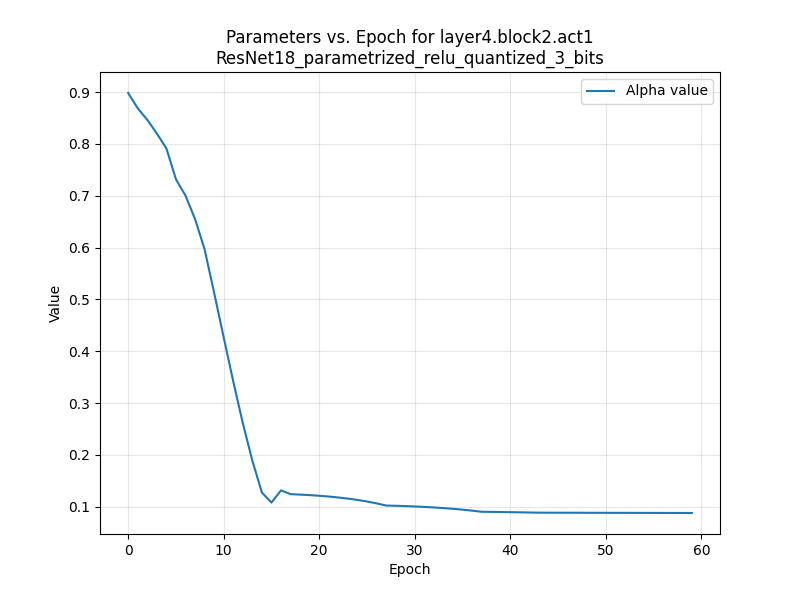 Parameters vs. Epoch for layer4.block2.act1
ResNet18_parametrized_relu_quantized_3_bits
Alpha value
0.9
0.8
0.7
0.6
0.5
0.4
0.3
0.2
0.1
Value
0 10 20 30 40 50 60
Epoch